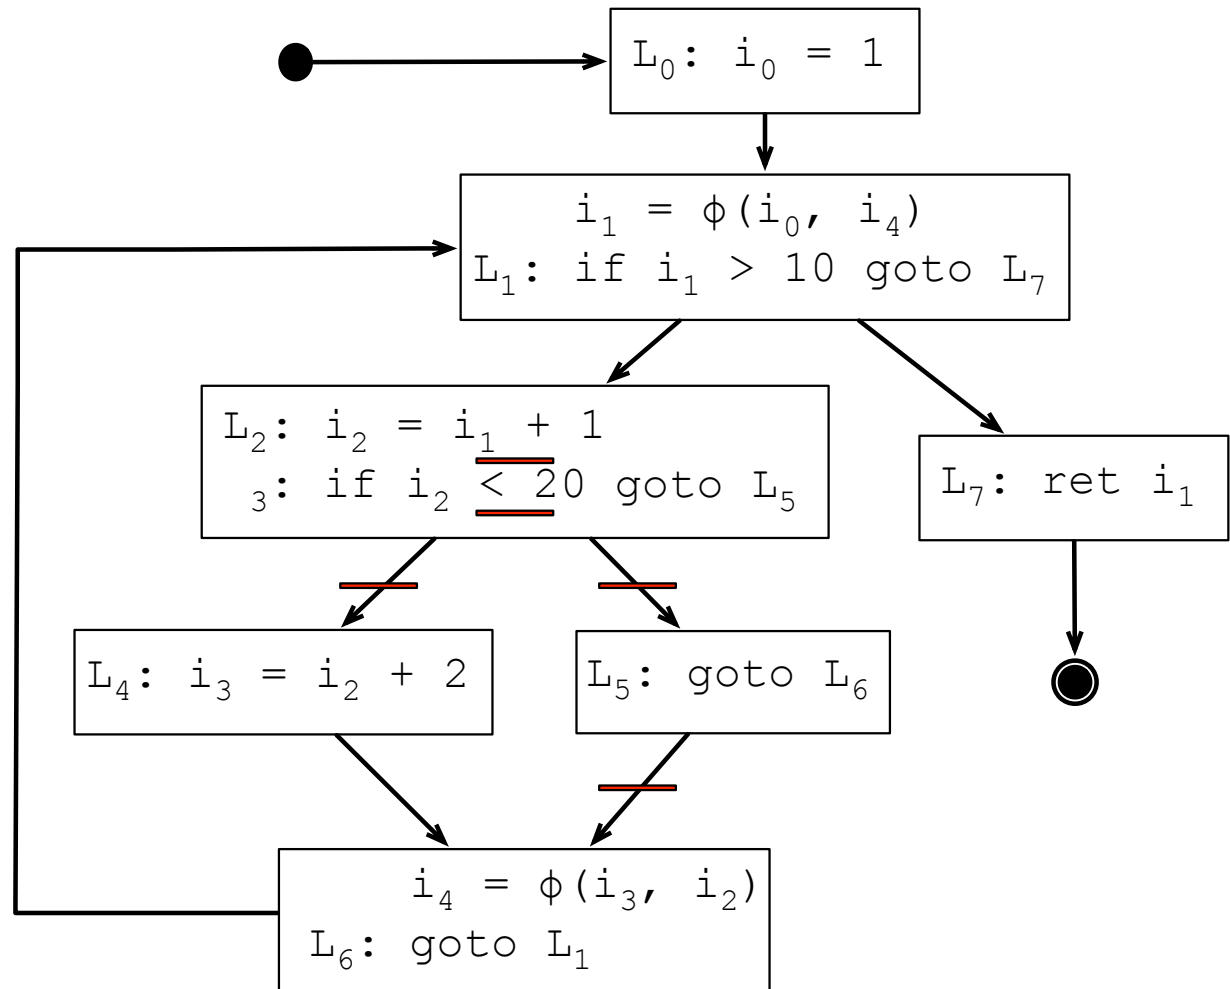 L₀: i₀ = 1
i₁ = ϕ(i₀, i₄)
L₁: if i₁ > 10 goto L₇
L₂: i₂ = i₁ + 1
₃: if i₂ < 20 goto L₅
L₇: ret i₁
L₄: i₃ = i₂ + 2
L₅: goto L₆
i₄ = ϕ(i₃, i₂)
L₆: goto L₁